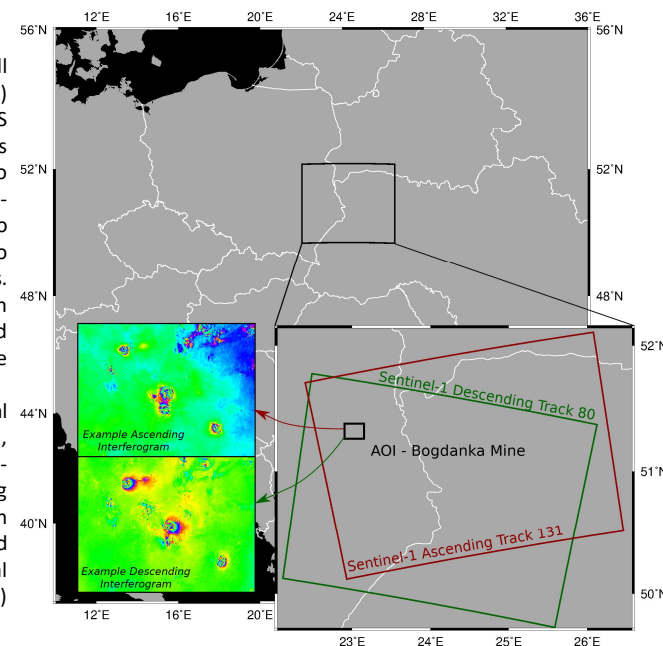 12°E 16°E 20°E 24°E 28°E 32°E 36°E
56°N 56°N
ll
)
S
s
52°N 52°N
o
-
o
o
s.
n
48°N 48°N
d
e
52°N
Sentinel-1 Descending Track 80
l
44°N
Example Ascending
Interferogram
AOI - Bogdanka Mine
,
-
51°N
g
n
40°N
Sentinel-1 Ascending Track 131
d
l
Example Descending
Interferogram
50°N
)
12°E 16°E 20°E
23°E 24°E 25°E 26°E